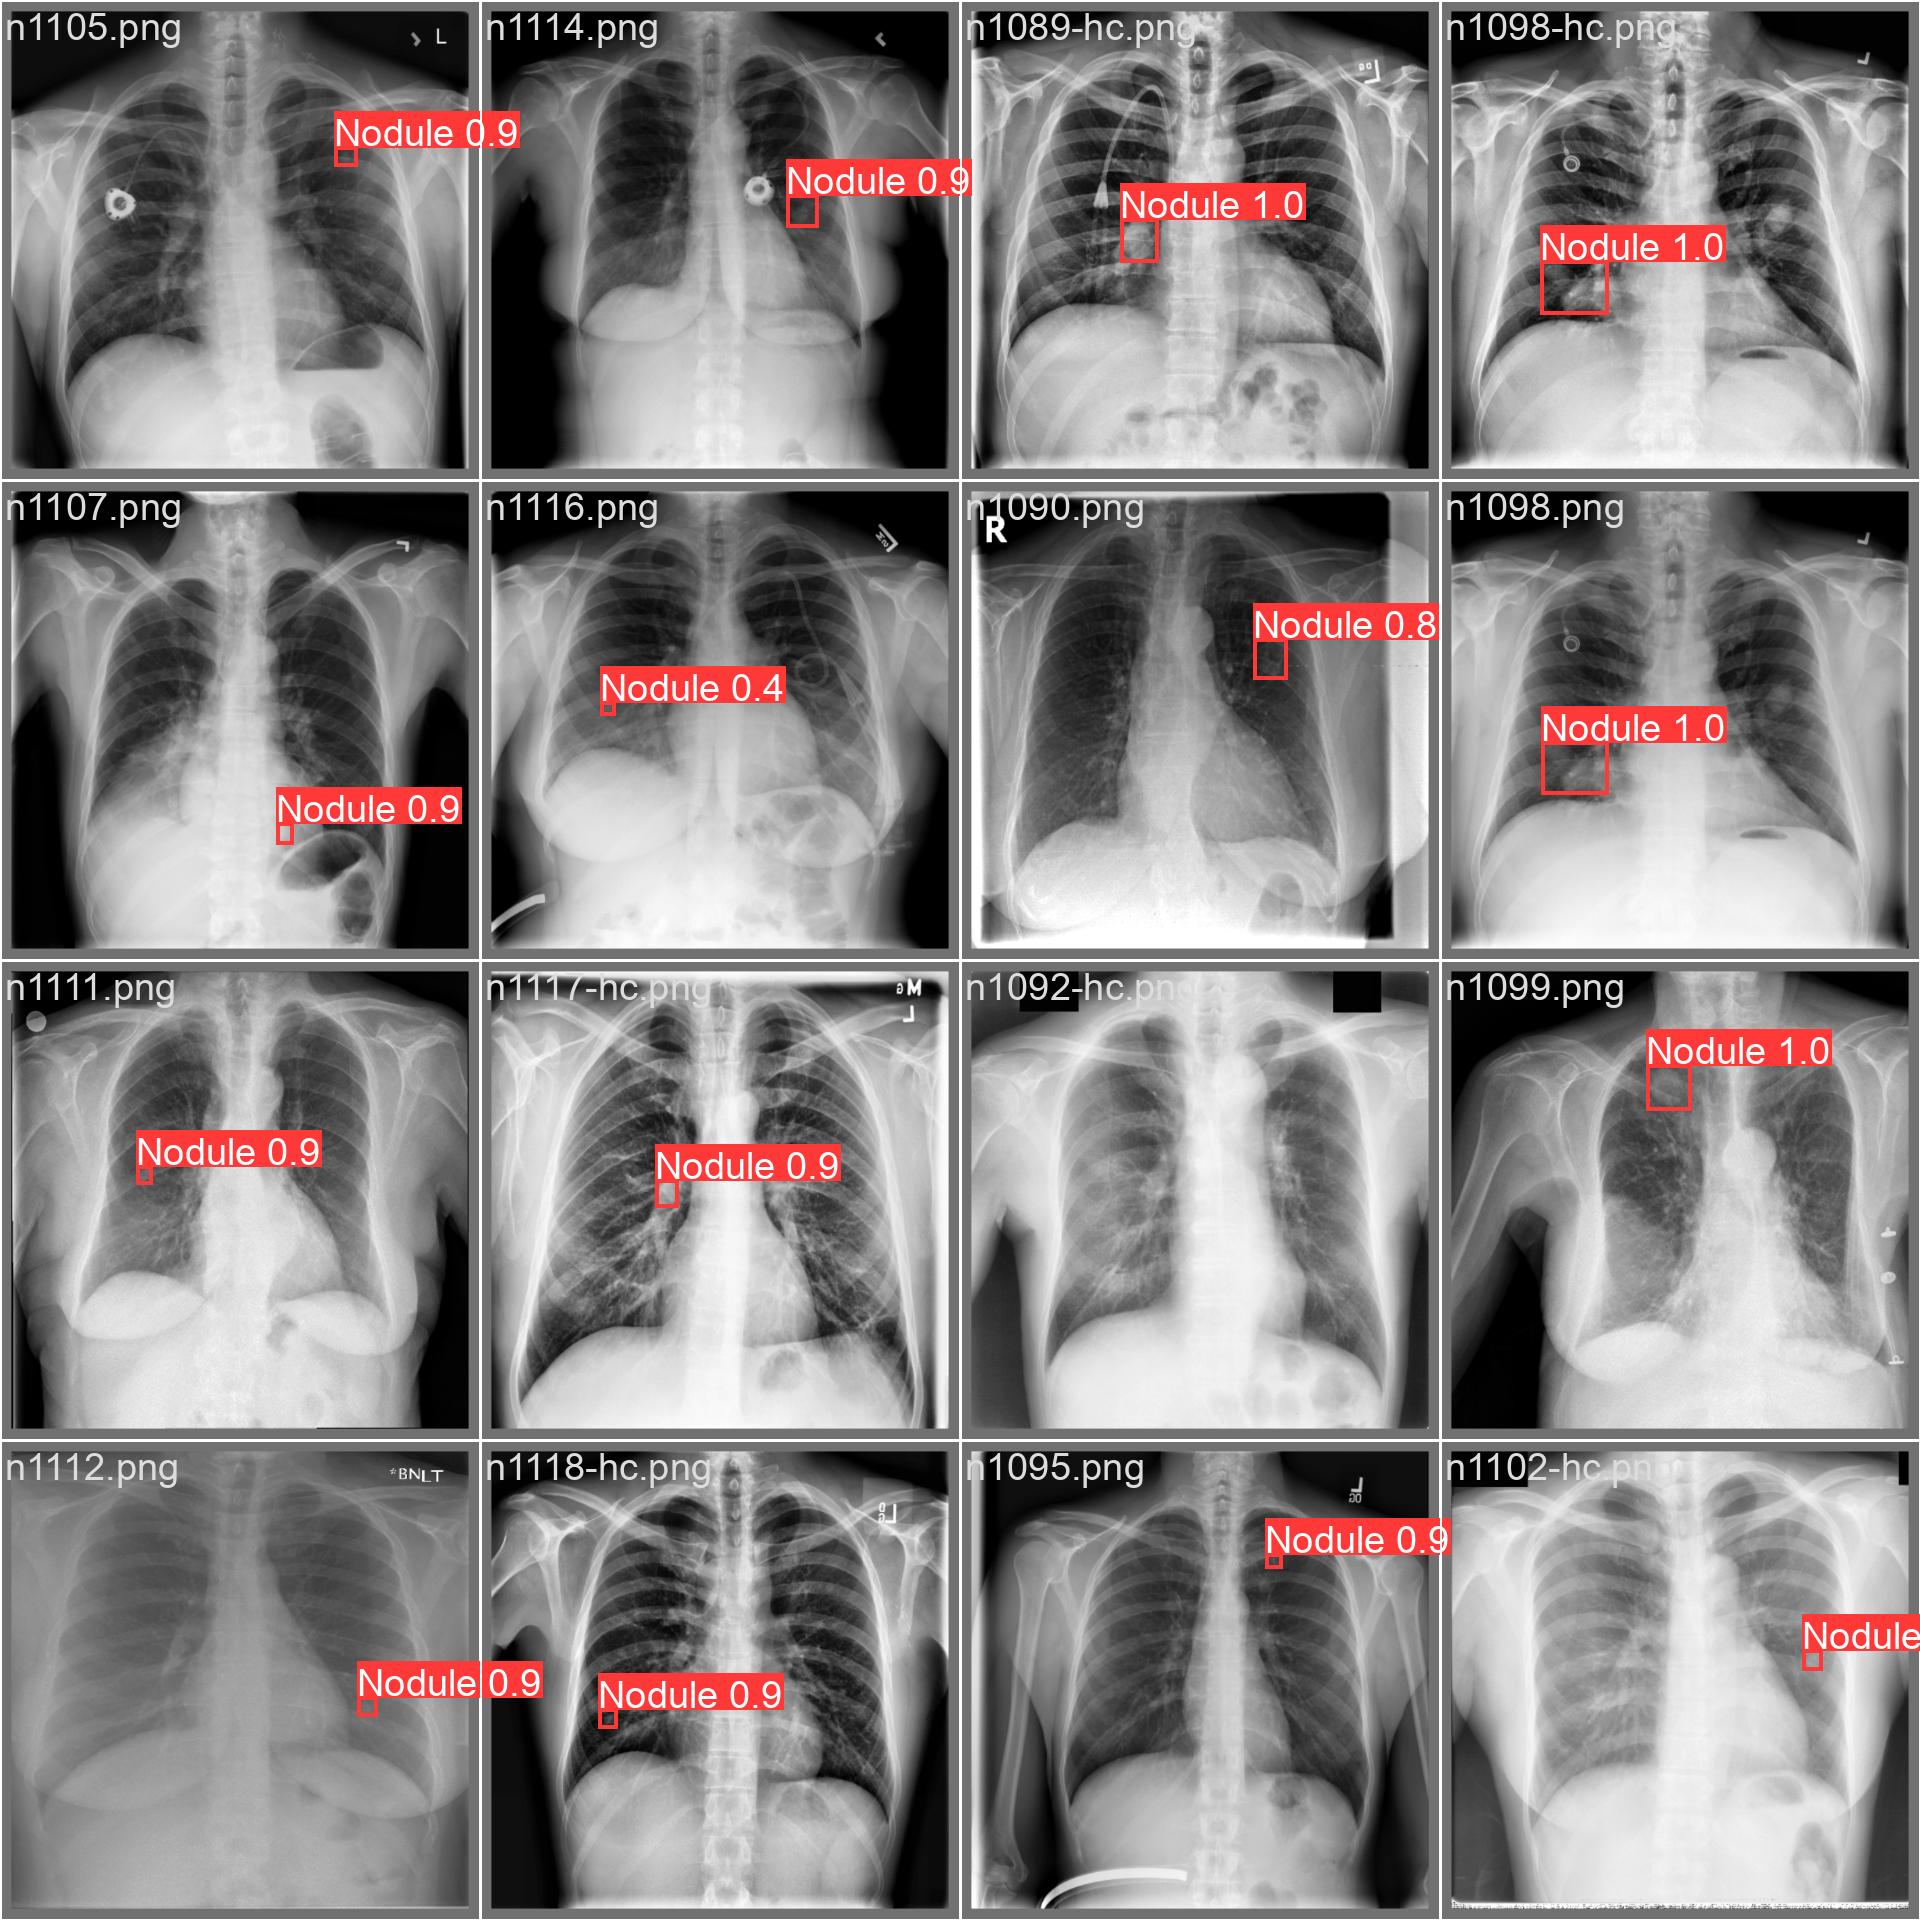 n1105.png
L
Nodule 0.9
n1114.png
Nodule 0.9
n1089-hc.png
L
Nodule 1.0
n1098-hc.png
L
Nodule 1.0
n1107.png
L
Nodule 0.9
n1116.png
L
Nodule 0.4
n1090.png
R
Nodule 0.8
n1098.png
L
Nodule 1.0
n1111.png
Nodule 0.9
n1117-hc.png
L
Nodule 0.9
n1092-hc.png
n1099.png
Nodule 1.0
n1112.png
*BNLT
Nodule 0.9
n1118-hc.png
L
Nodule 0.9
n1095.png
L
Nodule 0.9
n1102-hc.png
Nodule